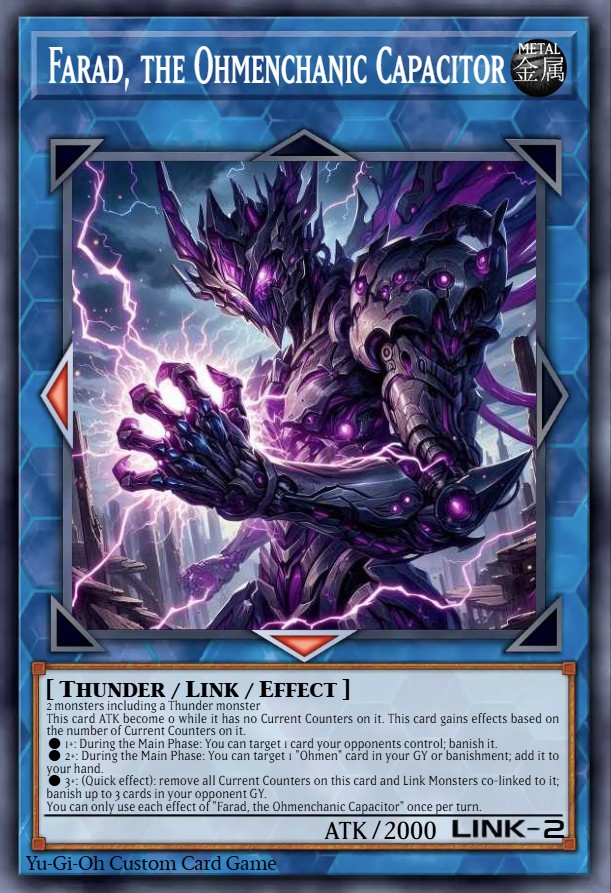 Farad, the Ohmenchanic Capacitor
METAL
金属
[ Thunder / Link / Effect ]
2 monsters including a Thunder monster
This card ATK become 0 while it has no Current Counters on it. This card gains effects based on
the number of Current Counters on it.
● 1+: During the Main Phase: You can target 1 card your opponents control; banish it.
● 2+: During the Main Phase: You can target 1 "Ohmen" card in your GY or banishment; add it to
your hand.
● 3+: (Quick effect): remove all Current Counters on this card and Link Monsters co-linked to it;
banish up to 3 cards in your opponent GY.
You can only use each effect of "Farad, the Ohmenchanic Capacitor" once per turn.
ATK / 2000 LINK-2
Yu-Gi-Oh Custom Card Game